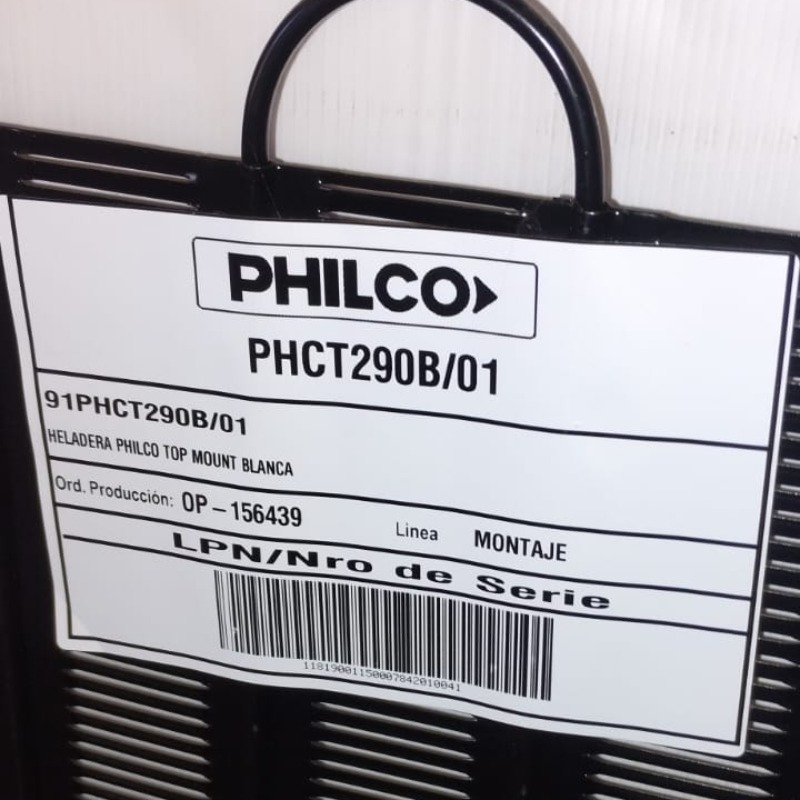 PHILCO
PHCT290B/01
91PHCT290B/01
HELADERA PHILCO TOP MOUNT BLANCA
Ord. Producción: OP-156439 Linea MONTAJE
LPN/Nro de Serie
11819001150007842010041